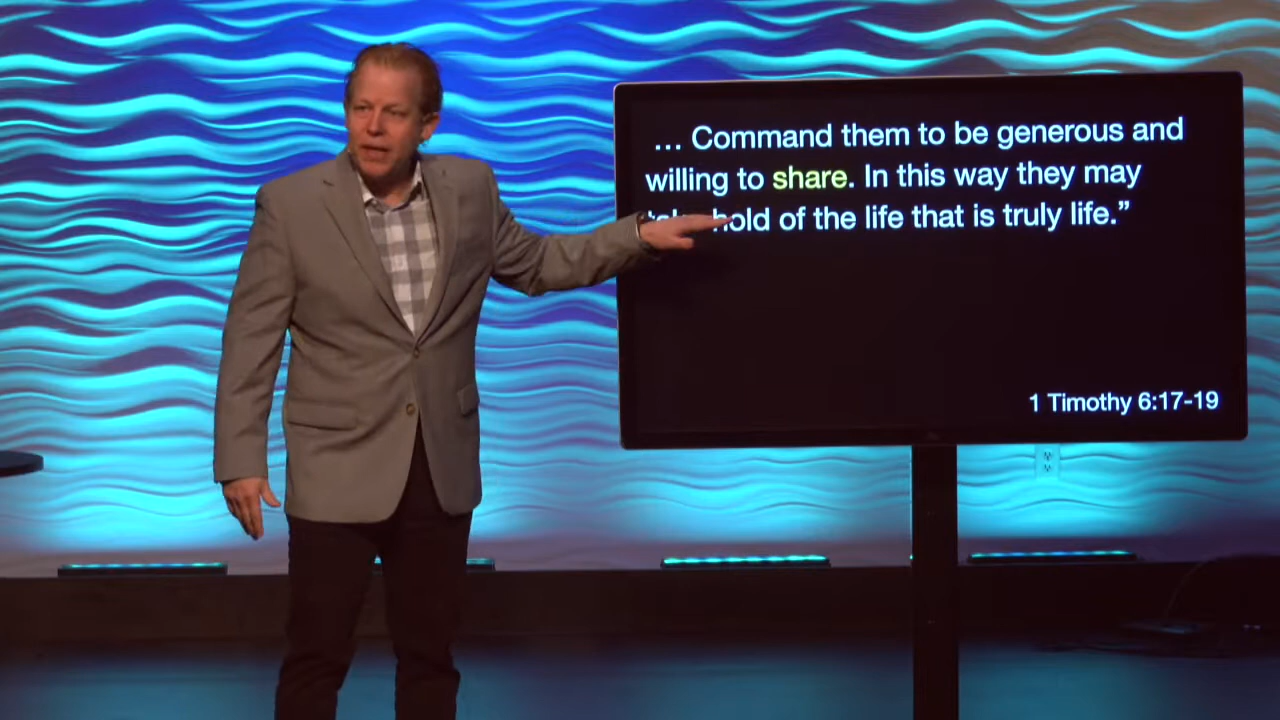 ... Command them to be generous and
willing to share. In this way they may
hold of the life that is truly life.”
1 Timothy 6:17-19